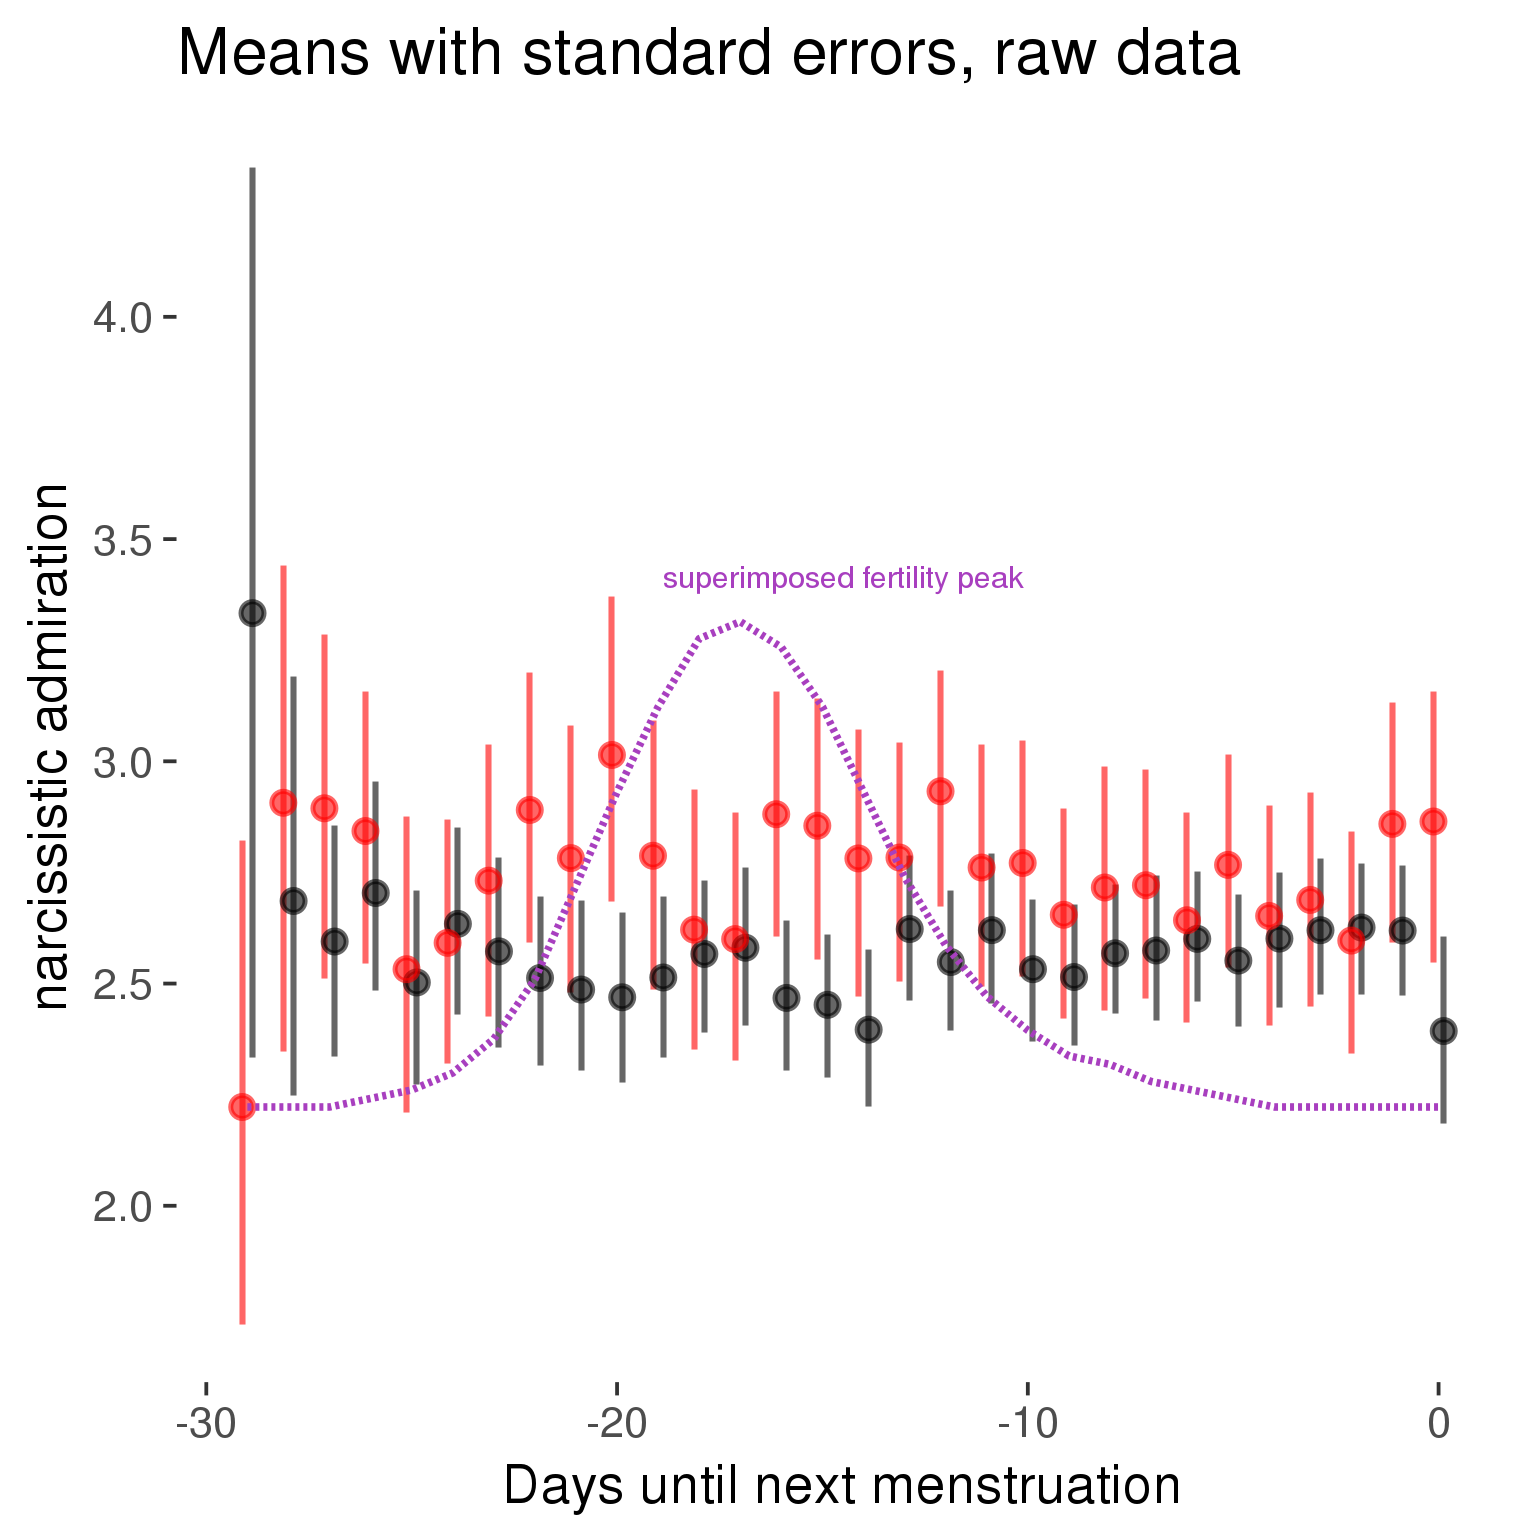 Means with standard errors, raw data
narcissistic admiration
4.0
3.5
3.0
2.5
2.0
superimposed fertility peak
-30
-20
-10
0
Days until next menstruation